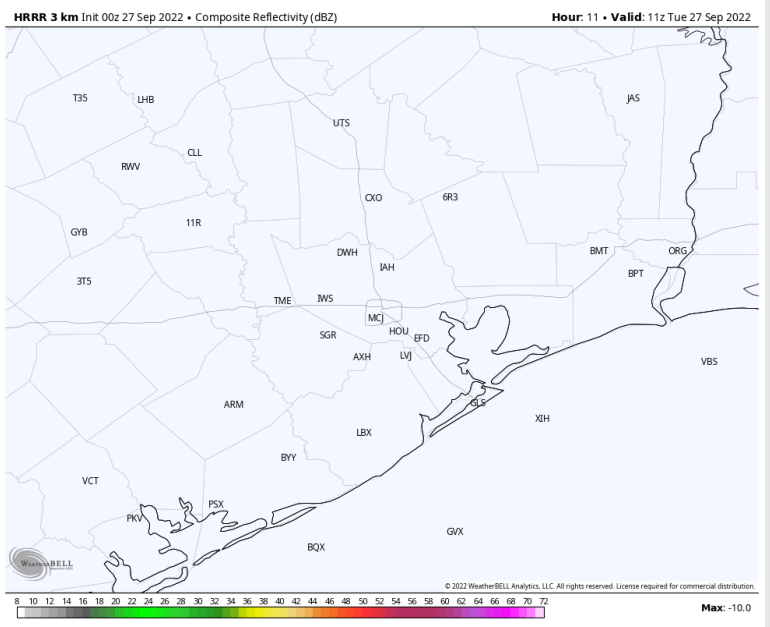 HRRR 3 km Init 00z 27 Sep 2022 • Composite Reflectivity (dBZ) Hour: 11 • Valid: 11z Tue 27 Sep 2022
T35 LHB JAS
UTS
CLL
RWV
CXO 6R3
11R
GYB
DWH BMT ORG
IAH
BPT
3T5
TME IWS
MCJ
SGR HOU
EFD
AXH LVJ
VBS
ARM GLS
XIH
LBX
BYY
VCT
PSX
PKV
GVX
BQX
WEATHERBELL
© 2022 WeatherBELL Analytics, LLC. All rights reserved. License required for commercial distribution.
8 10 12 14 16 18 20 22 24 26 28 30 32 34 36 38 40 42 44 46 48 50 52 54 56 58 60 62 64 66 68 70 72
Max: -10.0